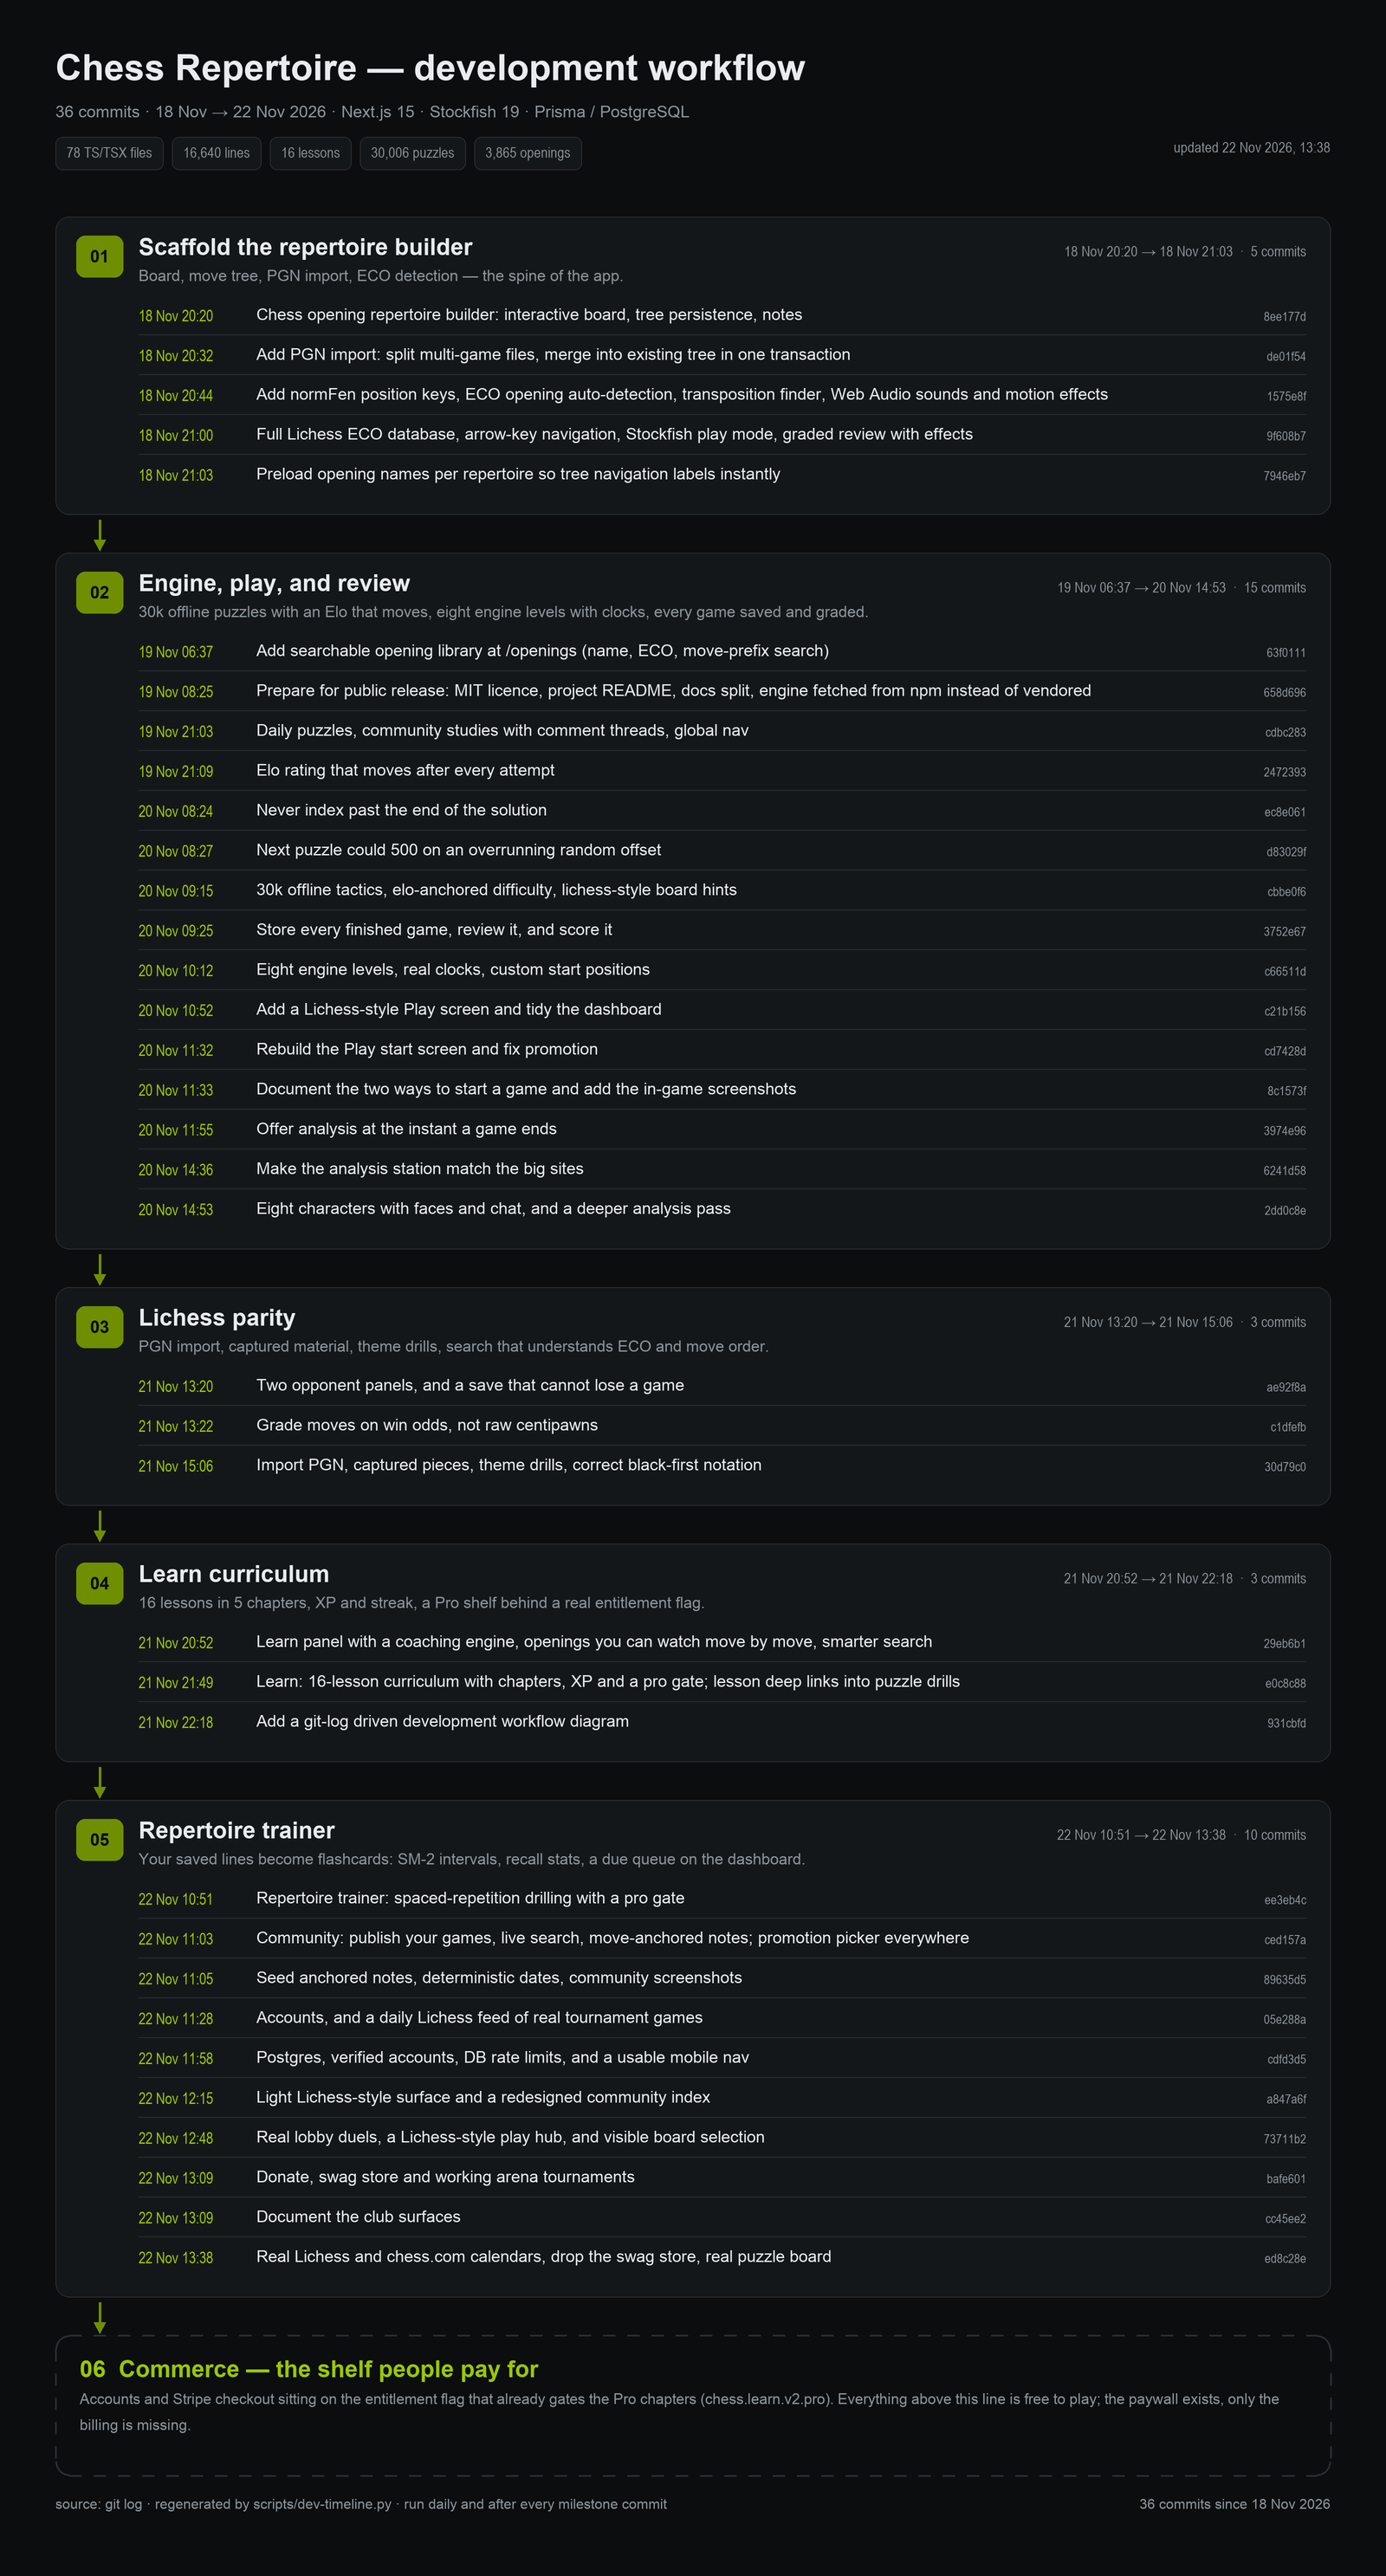 Chess Repertoire — development workflow
36 commits · 18 Nov → 22 Nov 2026 · Next.js 15 · Stockfish 19 · Prisma / PostgreSQL
78 TS/TSX files 16,640 lines 16 lessons 30,006 puzzles 3,865 openings updated 22 Nov 2026, 13:38
01 Scaffold the repertoire builder 18 Nov 20:20 → 18 Nov 21:03 · 5 commits
Board, move tree, PGN import, ECO detection — the spine of the app.
18 Nov 20:20 Chess opening repertoire builder: interactive board, tree persistence, notes 8ee177d
18 Nov 20:32 Add PGN import: split multi-game files, merge into existing tree in one transaction de01f54
18 Nov 20:44 Add normFen position keys, ECO opening auto-detection, transposition finder, Web Audio sounds and motion effects 1575e8f
18 Nov 21:00 Full Lichess ECO database, arrow-key navigation, Stockfish play mode, graded review with effects 9f608b7
18 Nov 21:03 Preload opening names per repertoire so tree navigation labels instantly 7946eb7
02 Engine, play, and review 19 Nov 06:37 → 20 Nov 14:53 · 15 commits
30k offline puzzles with an Elo that moves, eight engine levels with clocks, every game saved and graded.
19 Nov 06:37 Add searchable opening library at /openings (name, ECO, move-prefix search) 63f0111
19 Nov 08:25 Prepare for public release: MIT licence, project README, docs split, engine fetched from npm instead of vendored 658d696
19 Nov 21:03 Daily puzzles, community studies with comment threads, global nav cdbc283
19 Nov 21:09 Elo rating that moves after every attempt 2472393
20 Nov 08:24 Never index past the end of the solution ec8e061
20 Nov 08:27 Next puzzle could 500 on an overrunning random offset d83029f
20 Nov 09:15 30k offline tactics, elo-anchored difficulty, lichess-style board hints cbbe0f6
20 Nov 09:25 Store every finished game, review it, and score it 3752e67
20 Nov 10:12 Eight engine levels, real clocks, custom start positions c66511d
20 Nov 10:52 Add a Lichess-style Play screen and tidy the dashboard c21b156
20 Nov 11:32 Rebuild the Play start screen and fix promotion cd7428d
20 Nov 11:33 Document the two ways to start a game and add the in-game screenshots 8c1573f
20 Nov 11:55 Offer analysis at the instant a game ends 3974e96
20 Nov 14:36 Make the analysis station match the big sites 6241d58
20 Nov 14:53 Eight characters with faces and chat, and a deeper analysis pass 2dd0c8e
03 Lichess parity 21 Nov 13:20 → 21 Nov 15:06 · 3 commits
PGN import, captured material, theme drills, search that understands ECO and move order.
21 Nov 13:20 Two opponent panels, and a save that cannot lose a game ae92f8a
21 Nov 13:22 Grade moves on win odds, not raw centipawns c1dfefb
21 Nov 15:06 Import PGN, captured pieces, theme drills, correct black-first notation 30d79c0
04 Learn curriculum 21 Nov 20:52 → 21 Nov 22:18 · 3 commits
16 lessons in 5 chapters, XP and streak, a Pro shelf behind a real entitlement flag.
21 Nov 20:52 Learn panel with a coaching engine, openings you can watch move by move, smarter search 29eb6b1
21 Nov 21:49 Learn: 16-lesson curriculum with chapters, XP and a pro gate; lesson deep links into puzzle drills e0c8c88
21 Nov 22:18 Add a git-log driven development workflow diagram 931cbfd
05 Repertoire trainer 22 Nov 10:51 → 22 Nov 13:38 · 10 commits
Your saved lines become flashcards: SM-2 intervals, recall stats, a due queue on the dashboard.
22 Nov 10:51 Repertoire trainer: spaced-repetition drilling with a pro gate ee3eb4c
22 Nov 11:03 Community: publish your games, live search, move-anchored notes; promotion picker everywhere ced157a
22 Nov 11:05 Seed anchored notes, deterministic dates, community screenshots 89635d5
22 Nov 11:28 Accounts, and a daily Lichess feed of real tournament games 05e288a
22 Nov 11:58 Postgres, verified accounts, DB rate limits, and a usable mobile nav cdfd3d5
22 Nov 12:15 Light Lichess-style surface and a redesigned community index a847a6f
22 Nov 12:48 Real lobby duels, a Lichess-style play hub, and visible board selection 73711b2
22 Nov 13:09 Donate, swag store and working arena tournaments bafe601
22 Nov 13:09 Document the club surfaces cc45ee2
22 Nov 13:38 Real Lichess and chess.com calendars, drop the swag store, real puzzle board ed8c28e
06 Commerce — the shelf people pay for
Accounts and Stripe checkout sitting on the entitlement flag that already gates the Pro chapters (chess.learn.v2.pro). Everything above this line is free to play; the paywall exists, only the
billing is missing.
source: git log · regenerated by scripts/dev-timeline.py · run daily and after every milestone commit 36 commits since 18 Nov 2026